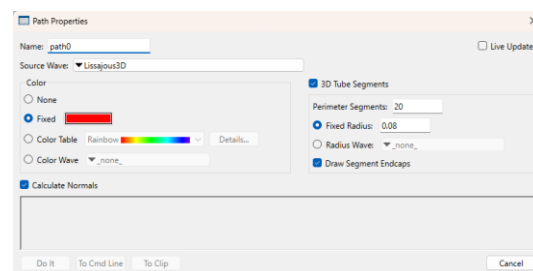 Path Properties
Name: path0
Live Update
Source Wave: Lissajous3D
Color
None
Fixed
Color Table Rainbow Details...
Color Wave _none_
3D Tube Segments
Perimeter Segments: 20
Fixed Radius: 0.08
Radius Wave: _none_
Draw Segment Endcaps
Calculate Normals
Do It To Cmd Line To Clip Cancel